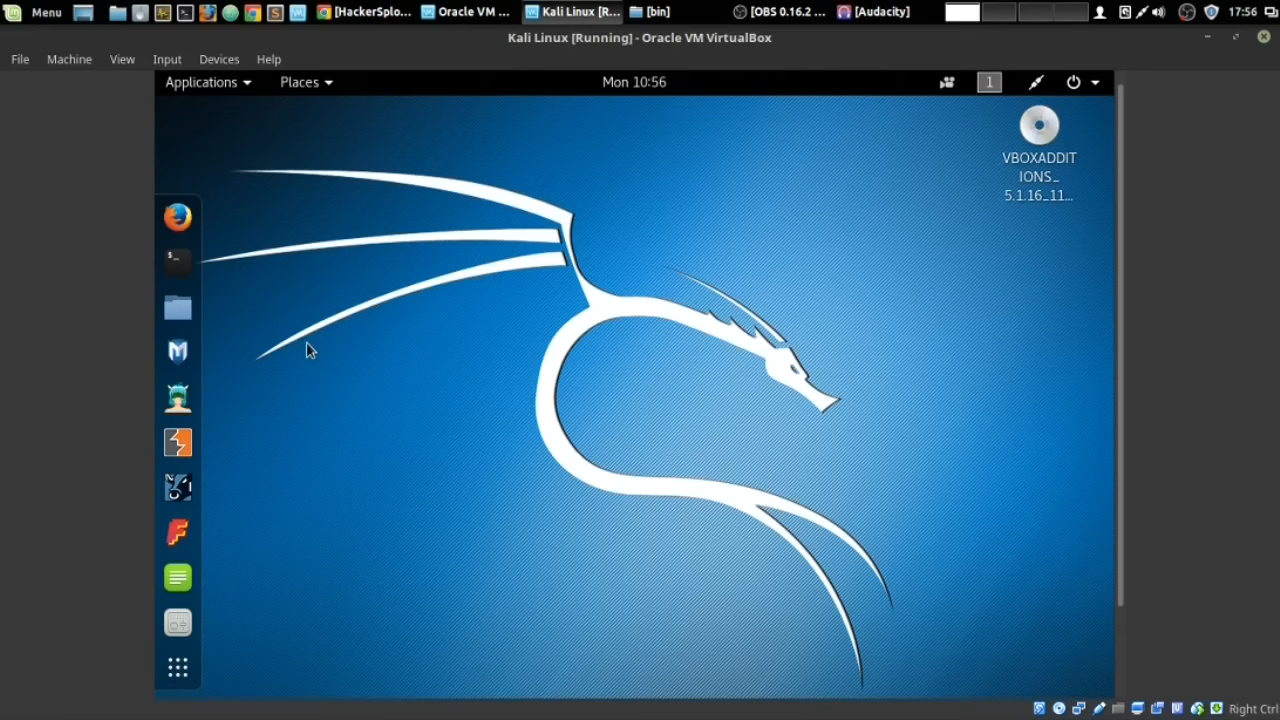 Menu [HackerSplo... Oracle VM ... Kali Linux [R... [bin] [OBS 0.16.2 ... [Audacity] 17:56
Kali Linux [Running] - Oracle VM VirtualBox
File Machine View Input Devices Help
Applications Places Mon 10:56 1
VBOXADDIT
IONS_
5.1.16_11...
$_
Right Ctrl